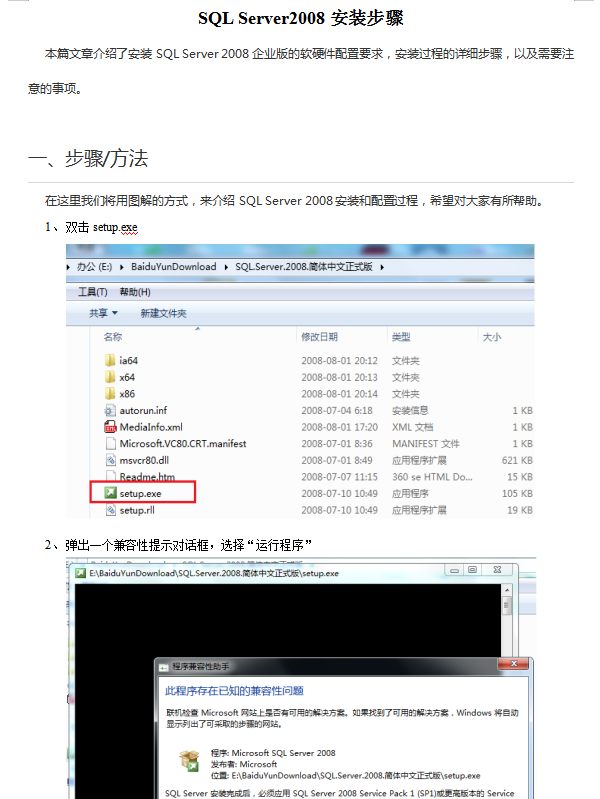 SQL Server2008 安装步骤
本篇文章介绍了安装 SQL Server 2008 企业版的软硬件配置要求，安装过程的详细步骤，以及需要注
意的事项。
一、步骤/方法
在这里我们将用图解的方式，来介绍 SQL Server 2008 安装和配置过程，希望对大家有所帮助。
1、双击 setup.exe
办公 (E:) BaiduYunDownload SQL.Server.2008.简体中文正式版
工具(T) 帮助(H)
共享 新建文件夹
名称 修改日期 类型 大小
ia64 2008-08-01 20:12 文件夹
x64 2008-08-01 20:13 文件夹
x86 2008-08-01 20:14 文件夹
autorun.inf 2008-07-04 6:18 安装信息 1 KB
MediaInfo.xml 2008-08-01 17:20 XML 文档 1 KB
Microsoft.VC80.CRT.manifest 2008-07-01 8:36 MANIFEST 文件 1 KB
msvcr80.dll 2008-07-01 8:49 应用程序扩展 621 KB
Readme.htm 2008-07-07 11:15 360 se HTML Do... 15 KB
setup.exe 2008-07-10 10:49 应用程序 105 KB
setup.rll 2008-07-10 10:49 应用程序扩展 19 KB
2、弹出一个兼容性提示对话框，选择“运行程序”
E:\BaiduYunDownload\SQL.Server.2008.简体中文正式版\setup.exe
程序兼容性助手
此程序存在已知的兼容性问题
联机检查 Microsoft 网站上是否有可用的解决方案。如果找到了可用的解决方案，Windows 将自动
显示列出了可采取的步骤的网站。
程序: Microsoft SQL Server 2008
发布者: Microsoft
位置: E:\BaiduYunDownload\SQL.Server.2008.简体中文正式版\setup.exe
SQL Server 安装完成后，必须应用 SQL Server 2008 Service Pack 1 (SP1)或更高版本的 Service